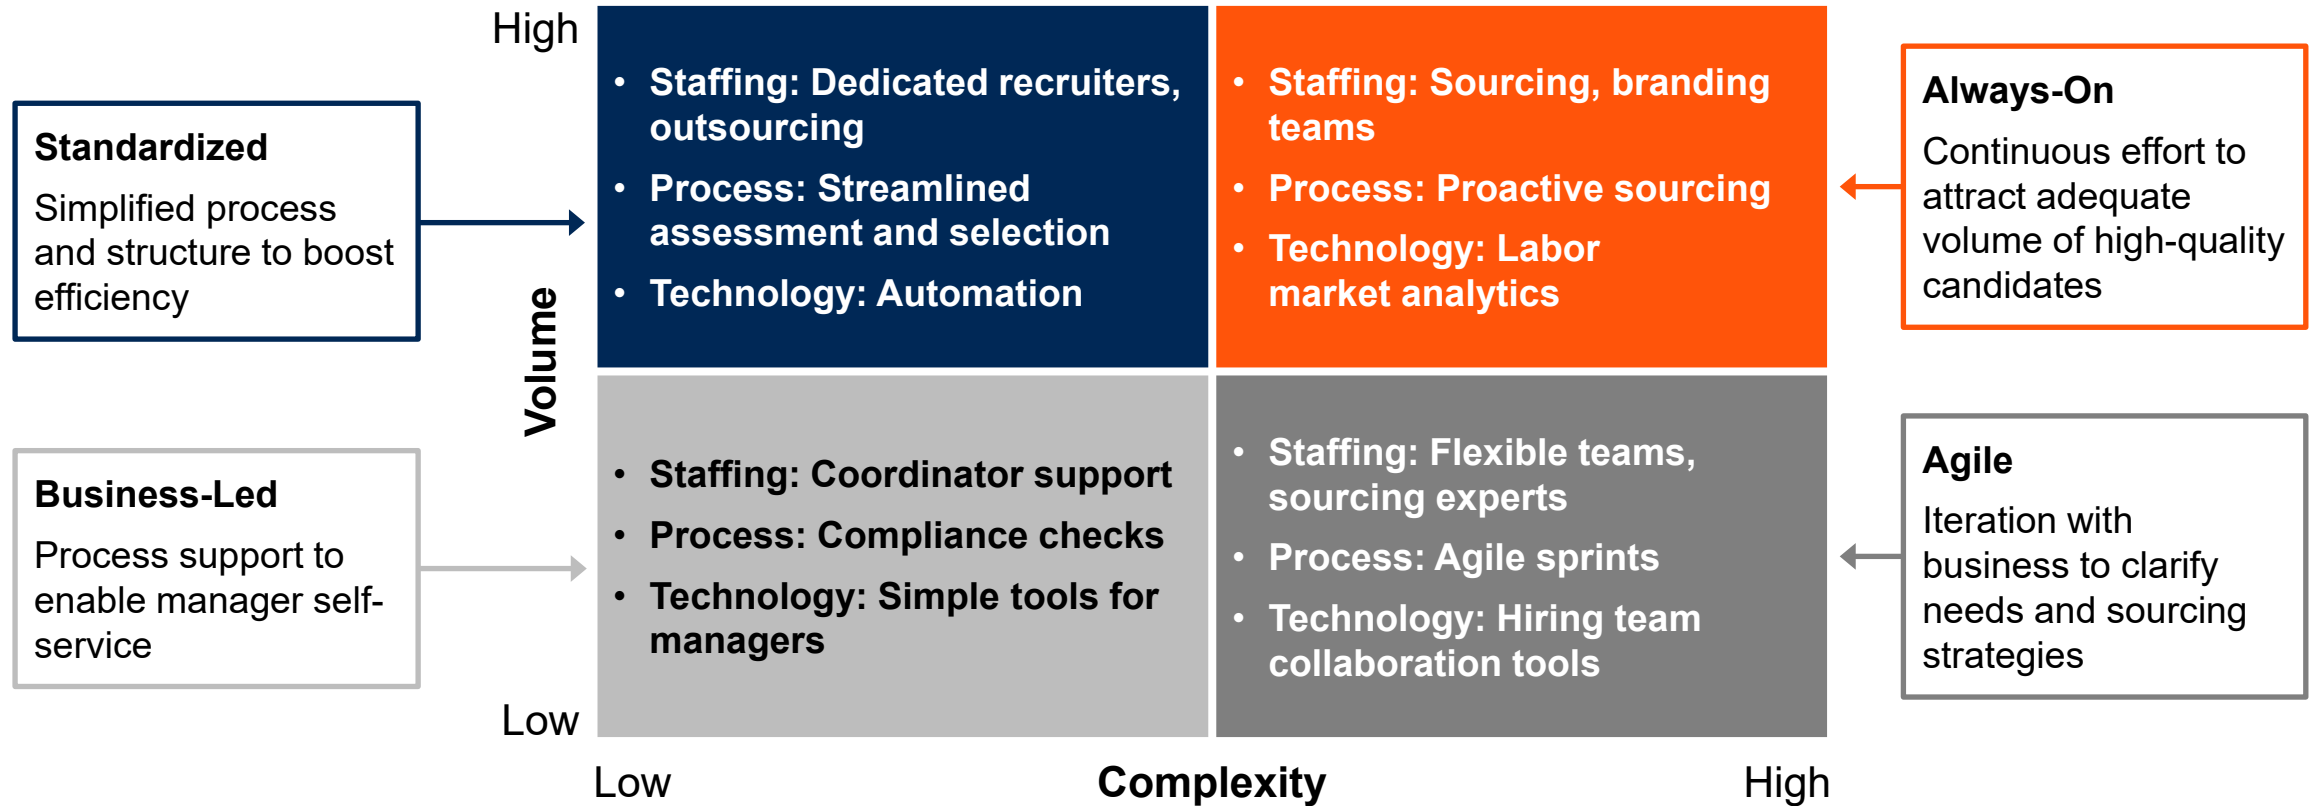 High
Standardized
Simplified process
and structure to boost
efficiency
Business-Led
Process support to
enable manager self-
service
Volume
• Staffing: Dedicated recruiters,
outsourcing
• Process: Streamlined
assessment and selection
• Technology: Automation
• Staffing: Sourcing, branding
teams
• Process: Proactive sourcing
• Technology: Labor
market analytics
Always-On
Continuous effort to
attract adequate
volume of high-quality
candidates
• Staffing: Coordinator support
• Process: Compliance checks
• Technology: Simple tools for
managers
• Staffing: Flexible teams,
sourcing experts
• Process: Agile sprints
• Technology: Hiring team
collaboration tools
Agile
Iteration with
business to clarify
needs and sourcing
strategies
Low
Low
Complexity
High